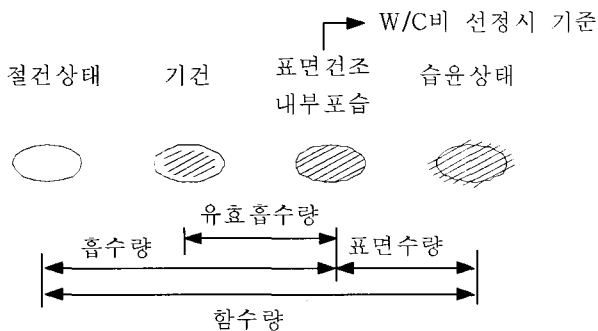 W/C비 선정시 기준
절건상태 기건 표면건조 습윤상태
내부포습
유효흡수량
흡수량 표면수량
함수량